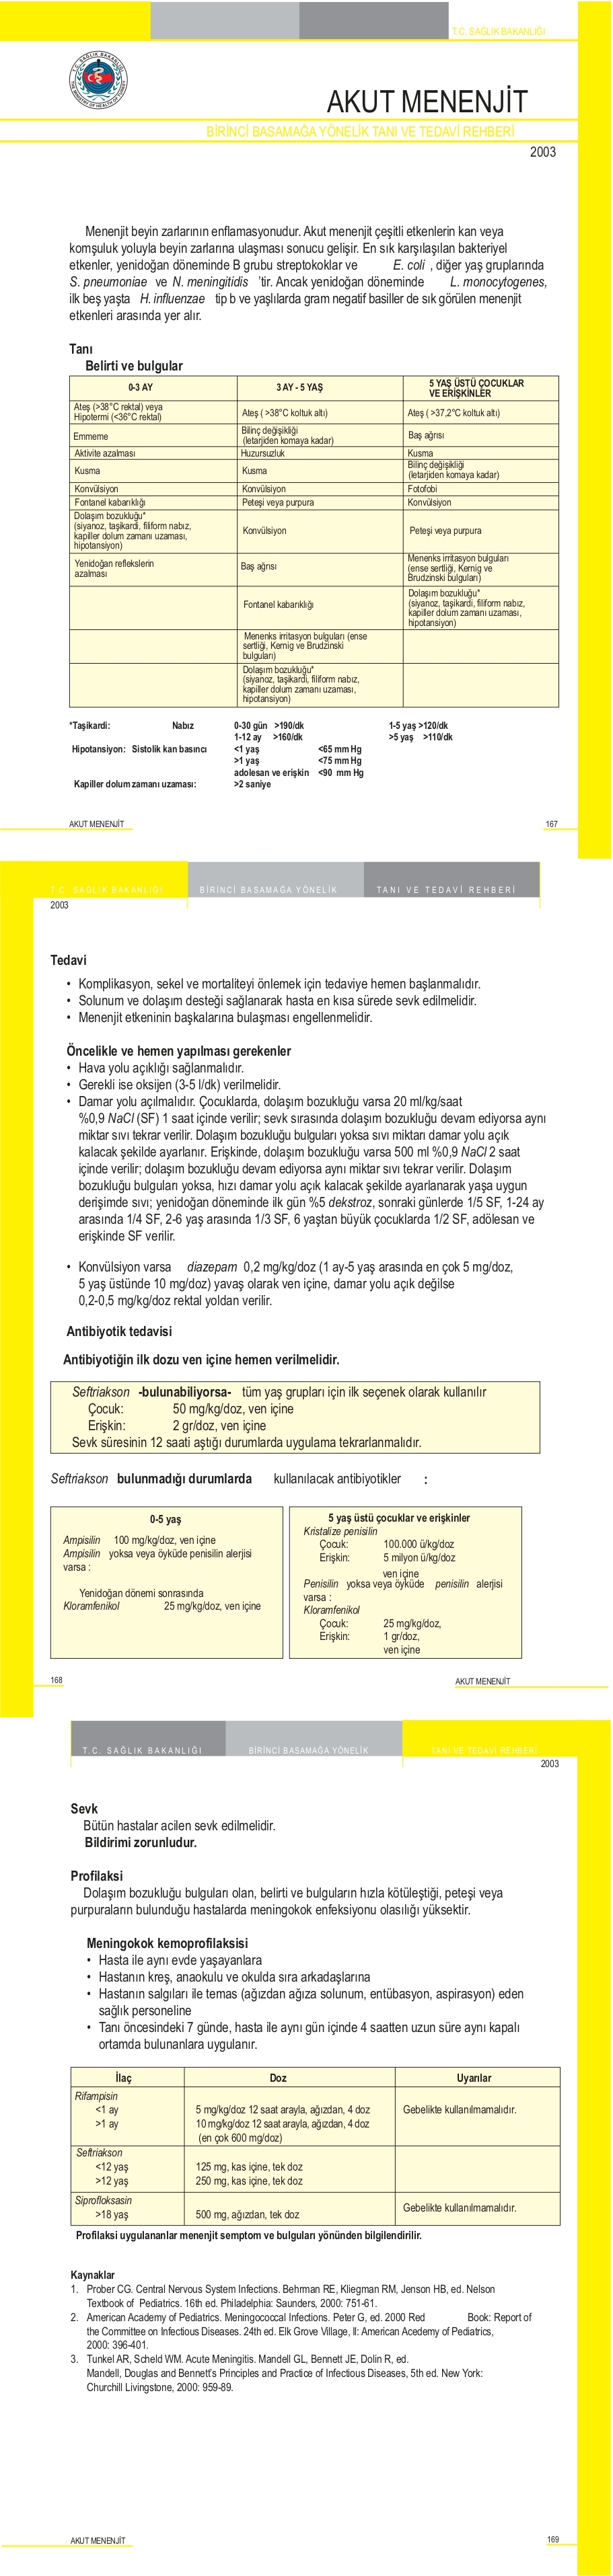 T.C. SAĞLIK BAKANLIĞI
T.C. SAĞLIK BAKANLIĞI
THE MINISTRY OF HEALTH OF TURKEY
AKUT MENENJİT
BİRİNCİ BASAMAĞA YÖNELİK TANI VE TEDAVİ REHBERİ
2003
Menenjit beyin zarlarının enflamasyonudur. Akut menenjit çeşitli etkenlerin kan veya
komşuluk yoluyla beyin zarlarına ulaşması sonucu gelişir. En sık karşılaşılan bakteriyel
etkenler, yenidoğan döneminde B grubu streptokoklar ve E. coli , diğer yaş gruplarında
S. pneumoniae ve N. meningitidis 'tir. Ancak yenidoğan döneminde L. monocytogenes,
ilk beş yaşta H. influenzae tip b ve yaşlılarda gram negatif basiller de sık görülen menenjit
etkenleri arasında yer alır.
Tanı
Belirti ve bulgular
0-3 AY 3 AY - 5 YAŞ 5 YAŞ ÜSTÜ ÇOCUKLAR
VE ERİŞKİNLER
Ateş (>38°C rektal) veya
Hipotermi (<36°C rektal) Ateş ( >38°C koltuk altı) Ateş ( >37,2°C koltuk altı)
Emmeme Bilinç değişikliği
(letarjiden komaya kadar) Baş ağrısı
Aktivite azalması Huzursuzluk Kusma
Kusma Kusma Bilinç değişikliği
(letarjiden komaya kadar)
Konvülsiyon Konvülsiyon Fotofobi
Fontanel kabarıklığı Peteşi veya purpura Konvülsiyon
Dolaşım bozukluğu*
(siyanoz, taşikardi, filiform nabız,
kapiller dolum zamanı uzaması,
hipotansiyon) Konvülsiyon Peteşi veya purpura
Yenidoğan reflekslerin
azalması Baş ağrısı Menenks irritasyon bulguları
(ense sertliği, Kernig ve
Brudzinski bulguları)
Fontanel kabarıklığı Dolaşım bozukluğu*
(siyanoz, taşikardi, filiform nabız,
kapiller dolum zamanı uzaması,
hipotansiyon)
Menenks irritasyon bulguları (ense
sertliği, Kernig ve Brudzinski
bulguları)
Dolaşım bozukluğu*
(siyanoz, taşikardi, filiform nabız,
kapiller dolum zamanı uzaması,
hipotansiyon)
*Taşikardi: Nabız 0-30 gün >190/dk 1-5 yaş >120/dk
1-12 ay >160/dk >5 yaş >110/dk
Hipotansiyon: Sistolik kan basıncı <1 yaş <65 mm Hg
>1 yaş <75 mm Hg
adolesan ve erişkin <90 mm Hg
Kapiller dolum zamanı uzaması: >2 saniye
AKUT MENENJİT 167
T.C. SAĞLIK BAKANLIĞI BİRİNCİ BASAMAĞA YÖNELİK TANI VE TEDAVİ REHBERİ
2003
Tedavi
• Komplikasyon, sekel ve mortaliteyi önlemek için tedaviye hemen başlanmalıdır.
• Solunum ve dolaşım desteği sağlanarak hasta en kısa sürede sevk edilmelidir.
• Menenjit etkeninin başkalarına bulaşması engellenmelidir.
Öncelikle ve hemen yapılması gerekenler
• Hava yolu açıklığı sağlanmalıdır.
• Gerekli ise oksijen (3-5 l/dk) verilmelidir.
• Damar yolu açılmalıdır. Çocuklarda, dolaşım bozukluğu varsa 20 ml/kg/saat
%0,9 NaCl (SF) 1 saat içinde verilir; sevk sırasında dolaşım bozukluğu devam ediyorsa aynı
miktar sıvı tekrar verilir. Dolaşım bozukluğu bulguları yoksa sıvı miktarı damar yolu açık
kalacak şekilde ayarlanır. Erişkinde, dolaşım bozukluğu varsa 500 ml %0,9 NaCl 2 saat
içinde verilir; dolaşım bozukluğu devam ediyorsa aynı miktar sıvı tekrar verilir. Dolaşım
bozukluğu bulguları yoksa, hızı damar yolu açık kalacak şekilde ayarlanarak yaşa uygun
derişimde sıvı; yenidoğan döneminde ilk gün %5 dekstroz, sonraki günlerde 1/5 SF, 1-24 ay
arasında 1/4 SF, 2-6 yaş arasında 1/3 SF, 6 yaştan büyük çocuklarda 1/2 SF, adölesan ve
erişkinde SF verilir.
• Konvülsiyon varsa diazepam 0,2 mg/kg/doz (1 ay-5 yaş arasında en çok 5 mg/doz,
5 yaş üstünde 10 mg/doz) yavaş olarak ven içine, damar yolu açık değilse
0,2-0,5 mg/kg/doz rektal yoldan verilir.
Antibiyotik tedavisi
Antibiyotiğin ilk dozu ven içine hemen verilmelidir.
Seftriakson -bulunabiliyorsa- tüm yaş grupları için ilk seçenek olarak kullanılır
Çocuk: 50 mg/kg/doz, ven içine
Erişkin: 2 gr/doz, ven içine
Sevk süresinin 12 saati aştığı durumlarda uygulama tekrarlanmalıdır.
Seftriakson bulunmadığı durumlarda kullanılacak antibiyotikler :
0-5 yaş
Ampisilin 100 mg/kg/doz, ven içine
Ampisilin yoksa veya öyküde penisilin alerjisi
varsa :
Yenidoğan dönemi sonrasında
Kloramfenikol 25 mg/kg/doz, ven içine
5 yaş üstü çocuklar ve erişkinler
Kristalize penisilin
Çocuk: 100.000 ü/kg/doz
Erişkin: 5 milyon ü/kg/doz
ven içine
Penisilin yoksa veya öyküde penisilin alerjisi
varsa :
Kloramfenikol
Çocuk: 25 mg/kg/doz,
Erişkin: 1 gr/doz,
ven içine
168 AKUT MENENJİT
T.C. SAĞLIK BAKANLIĞI BİRİNCİ BASAMAĞA YÖNELİK TANI VE TEDAVİ REHBERİ
2003
Sevk
Bütün hastalar acilen sevk edilmelidir.
Bildirimi zorunludur.
Profilaksi
Dolaşım bozukluğu bulguları olan, belirti ve bulguların hızla kötüleştiği, peteşi veya
purpuraların bulunduğu hastalarda meningokok enfeksiyonu olasılığı yüksektir.
Meningokok kemoprofilaksisi
• Hasta ile aynı evde yaşayanlara
• Hastanın kreş, anaokulu ve okulda sıra arkadaşlarına
• Hastanın salgıları ile temas (ağızdan ağıza solunum, entübasyon, aspirasyon) eden
sağlık personeline
• Tanı öncesindeki 7 günde, hasta ile aynı gün içinde 4 saatten uzun süre aynı kapalı
ortamda bulunanlara uygulanır.
İlaç Doz Uyarılar
Rifampisin
<1 ay 5 mg/kg/doz 12 saat arayla, ağızdan, 4 doz Gebelikte kullanılmamalıdır.
>1 ay 10 mg/kg/doz 12 saat arayla, ağızdan, 4 doz
(en çok 600 mg/doz)
Seftriakson
<12 yaş 125 mg, kas içine, tek doz
>12 yaş 250 mg, kas içine, tek doz
Siprofloksasin
>18 yaş 500 mg, ağızdan, tek doz Gebelikte kullanılmamalıdır.
Profilaksi uygulananlar menenjit semptom ve bulguları yönünden bilgilendirilir.
Kaynaklar
1. Prober CG. Central Nervous System Infections. Behrman RE, Kliegman RM, Jenson HB, ed. Nelson
Textbook of Pediatrics. 16th ed. Philadelphia: Saunders, 2000: 751-61.
2. American Academy of Pediatrics. Meningococcal Infections. Peter G, ed. 2000 Red Book: Report of
the Committee on Infectious Diseases. 24th ed. Elk Grove Village, Il: American Acedemy of Pediatrics,
2000: 396-401.
3. Tunkel AR, Scheld WM. Acute Meningitis. Mandell GL, Bennett JE, Dolin R, ed.
Mandell, Douglas and Bennett's Principles and Practice of Infectious Diseases, 5th ed. New York:
Churchill Livingstone, 2000: 959-89.
AKUT MENENJİT 169